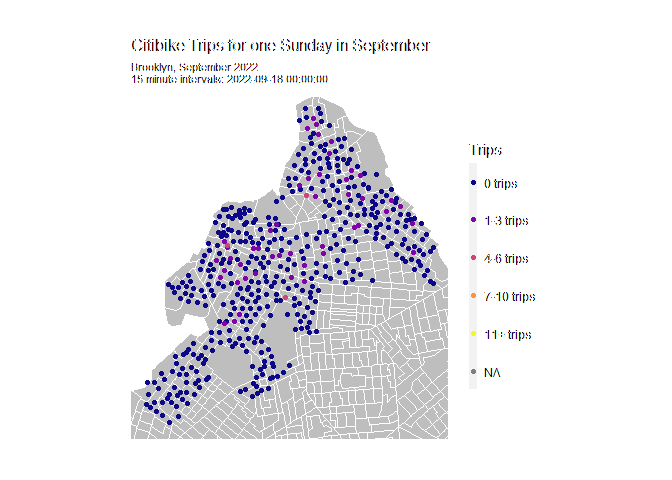 Citibike Trips for one Sunday in September
Brooklyn, September 2022
15 minute intervals: 2022-09-18 00:00:00
Trips
0 trips
1-3 trips
4-6 trips
7-10 trips
11+ trips
NA